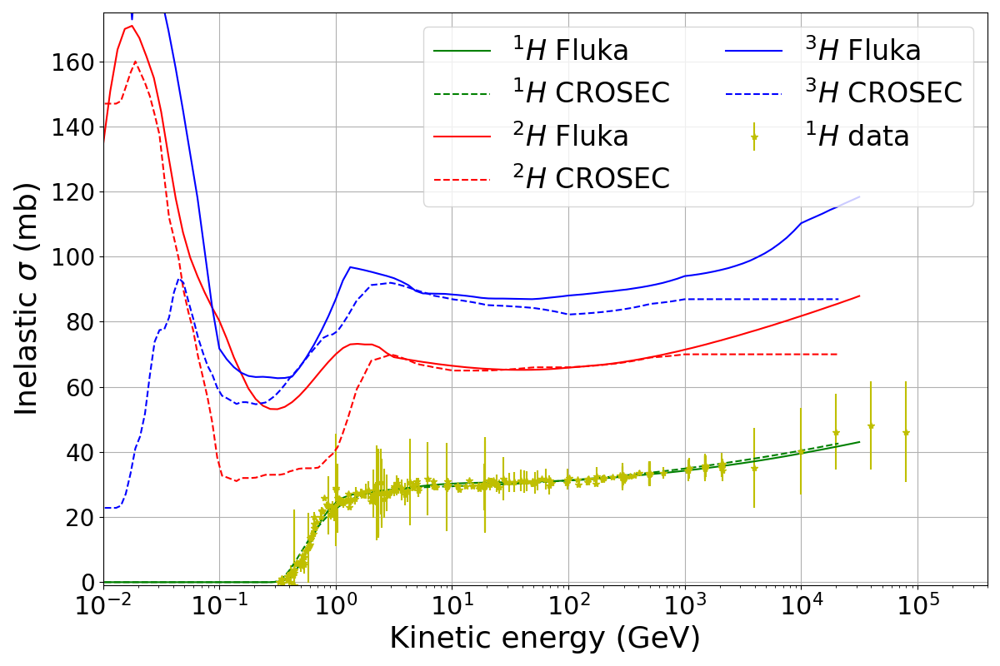 Inelastic σ (mb)
160
140
120
100
80
60
40
20
0
¹H Fluka
¹H CROSEC
²H Fluka
²H CROSEC
³H Fluka
³H CROSEC
¹H data
10⁻² 10⁻¹ 10⁰ 10¹ 10² 10³ 10⁴ 10⁵
Kinetic energy (GeV)